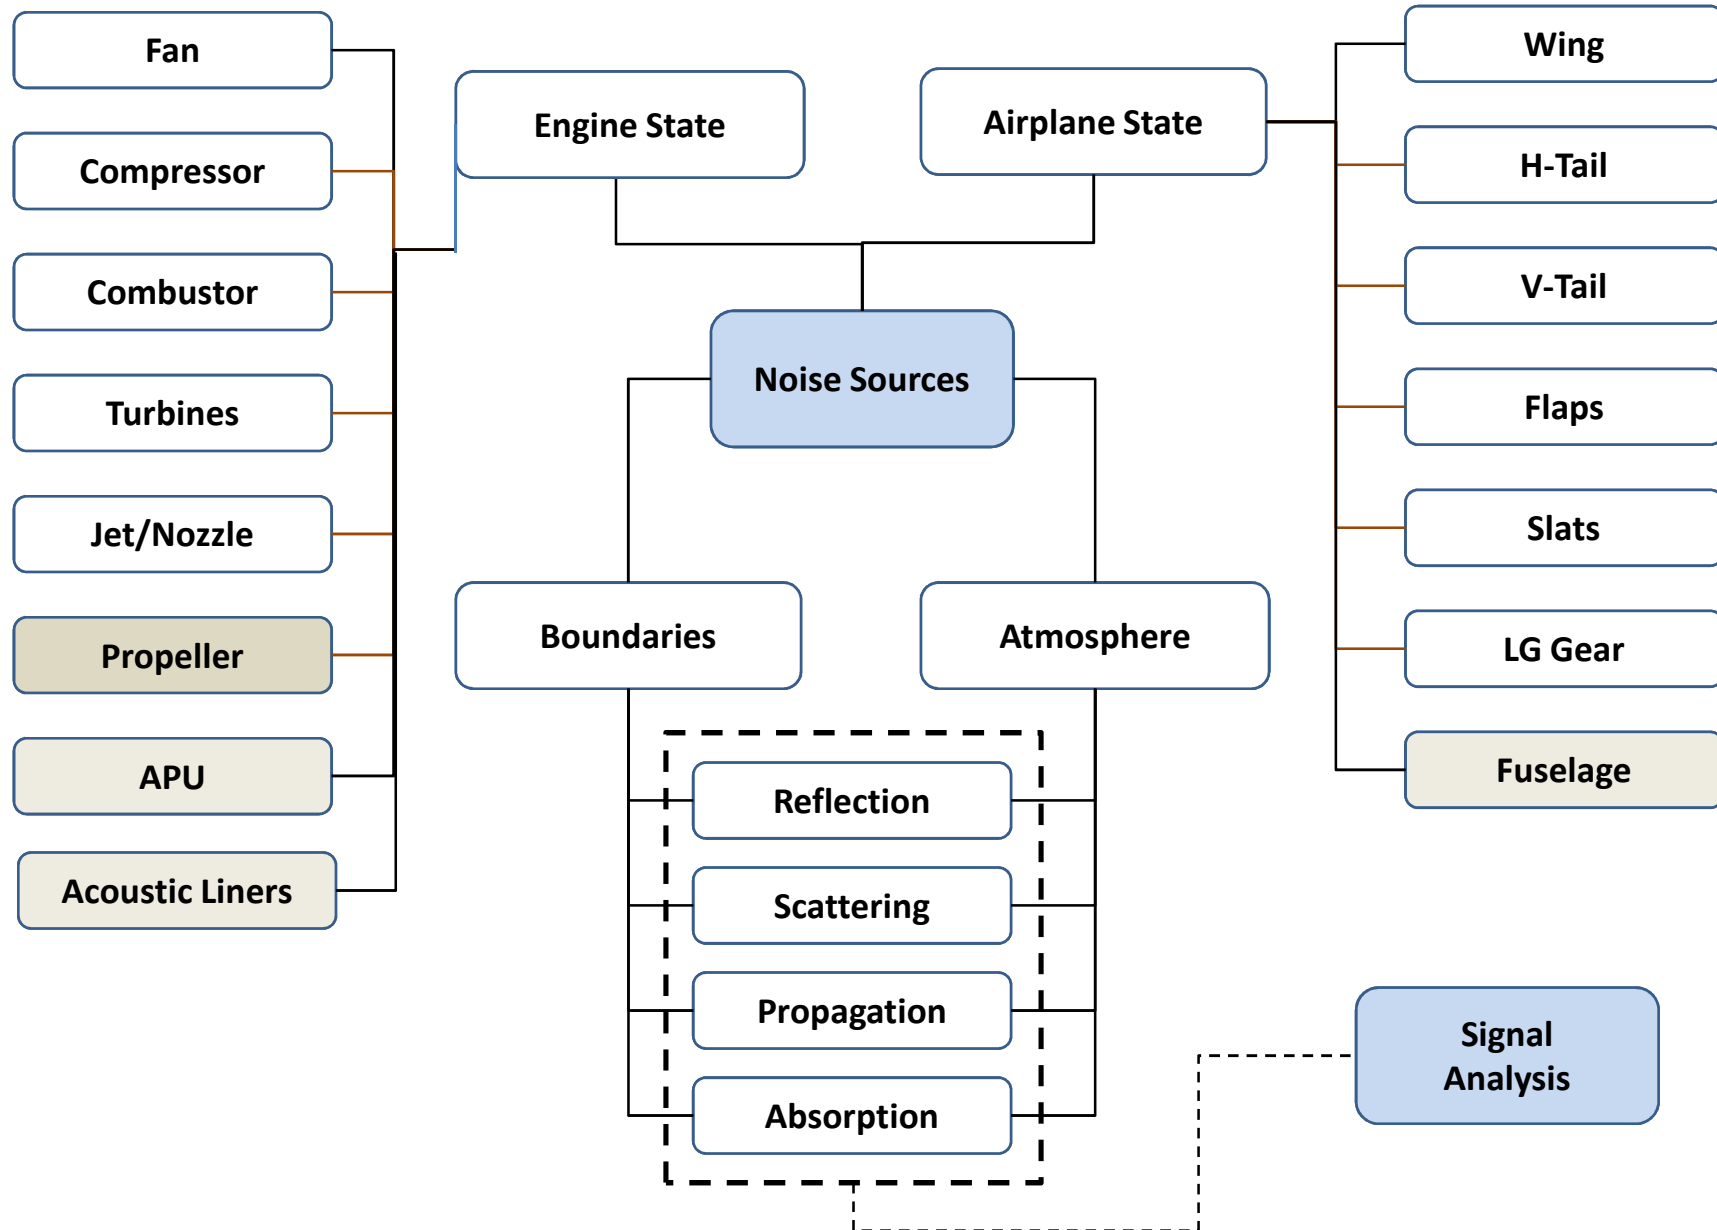 Fan
Compressor
Combustor
Turbines
Jet/Nozzle
Propeller
APU
Acoustic Liners
Engine State
Airplane State
Noise Sources
Boundaries
Atmosphere
Reflection
Scattering
Propagation
Absorption
Wing
H-Tail
V-Tail
Flaps
Slats
LG Gear
Fuselage
Signal
Analysis